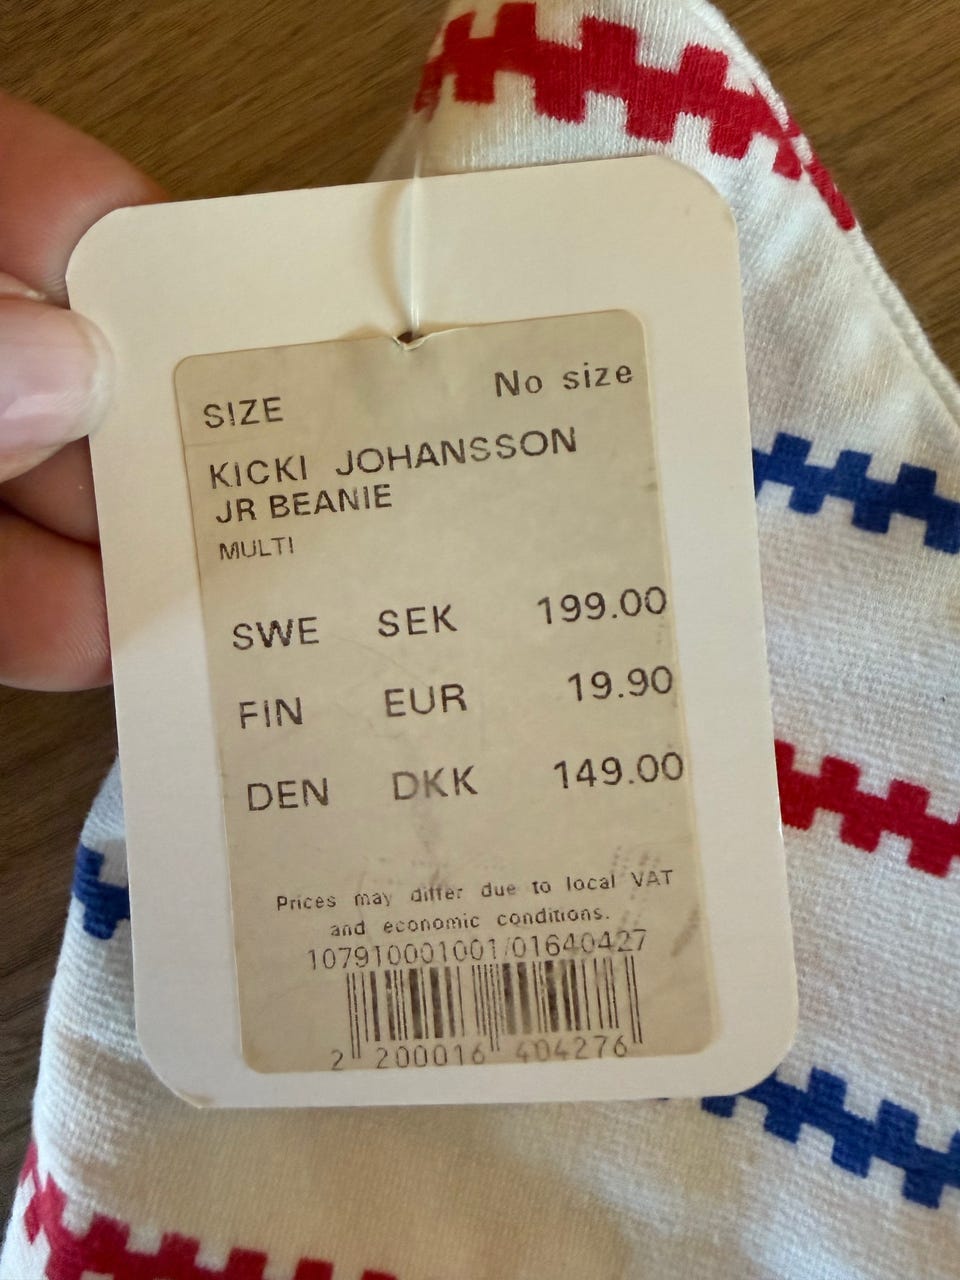 SIZE No size
KICKI JOHANSSON
JR BEANIE
MULTI
SWE SEK 199.00
FIN EUR 19.90
DEN DKK 149.00
Prices may differ due to local VAT
and economic conditions.
107910001001/01640427
2 200016 404276